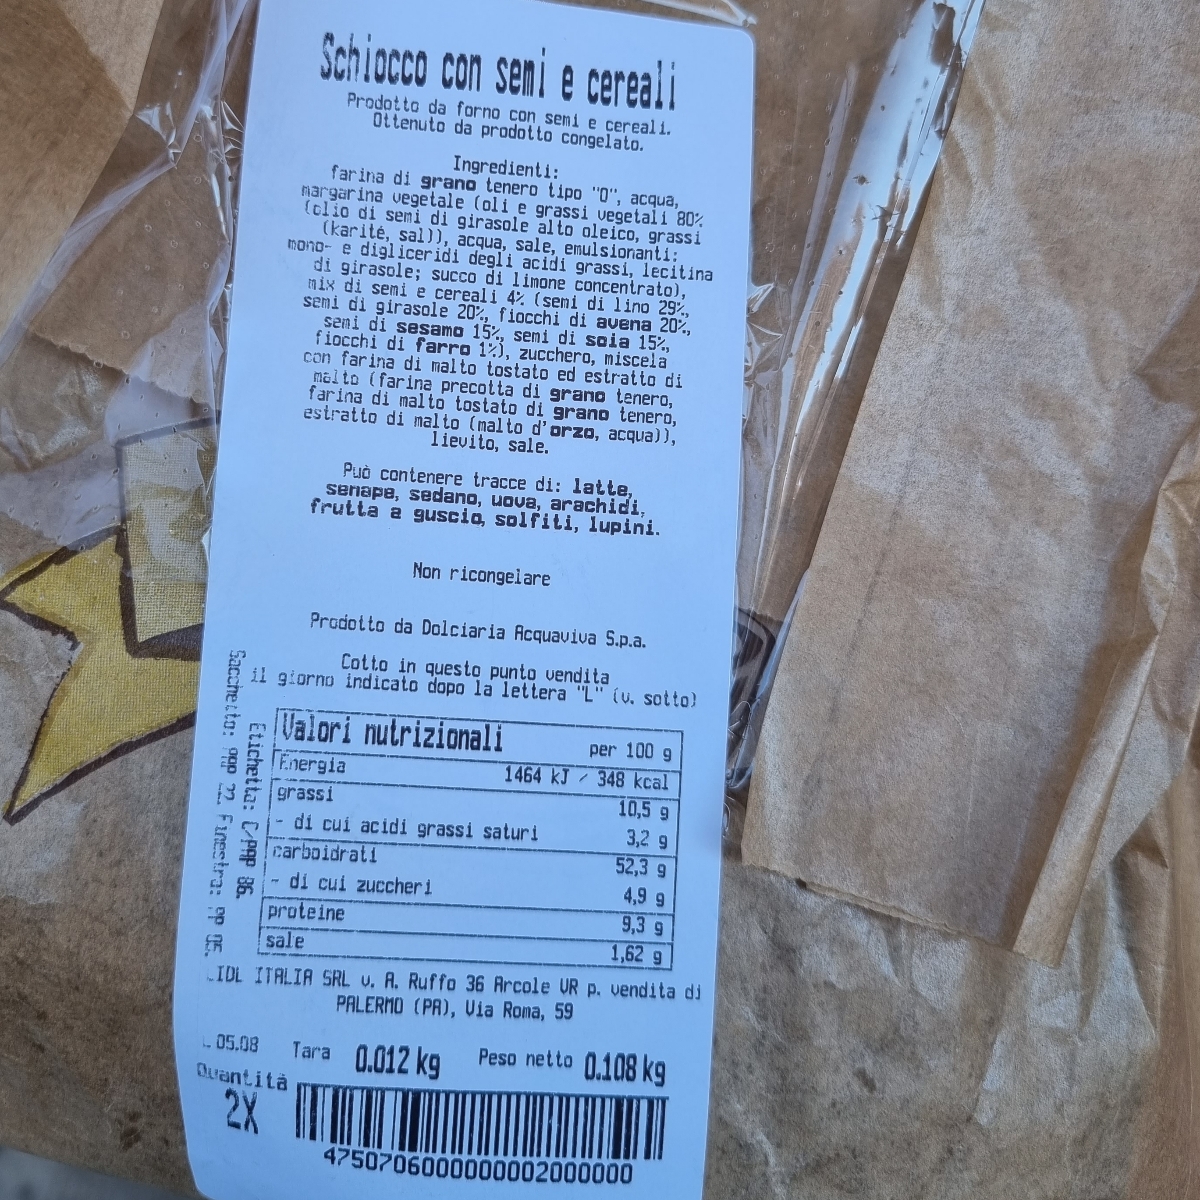 Schiocco con semi e cereali
Prodotto da forno con semi e cereali.
Ottenuto da prodotto congelato.
Ingredienti:
farina di grano tenero tipo "0", acqua,
margarina vegetale (oli e grassi vegetali 80%
(olio di semi di girasole alto oleico, grassi
(karité, sal)), acqua, sale, emulsionanti:
mono- e digliceridi degli acidi grassi, lecitina
di girasole; succo di limone concentrato),
mix di semi e cereali 4% (semi di lino 29%,
semi di girasole 20%, fiocchi di avena 20%,
semi di sesamo 15%, semi di soia 15%,
fiocchi di farro 1%), zucchero, miscela
con farina di malto tostato ed estratto di
malto (farina precotta di grano tenero,
farina di malto tostato di grano tenero,
estratto di malto (malto d'orzo, acqua)),
lievito, sale.
Può contenere tracce di: latte,
senape, sedano, uova, arachidi,
frutta a guscio, solfiti, lupini.
Non ricongelare
Prodotto da Dolciaria Acquaviva S.p.a.
Cotto in questo punto vendita
il giorno indicato dopo la lettera "L" (v. sotto)
Etichetta: C/PAP 86.
Sacchetto: PAP 22 Finestra: PP 05.
Valori nutrizionali per 100 g
Energia 1464 kJ / 348 kcal
grassi 10,5 g
- di cui acidi grassi saturi 3,2 g
carboidrati 52,3 g
- di cui zuccheri 4,9 g
proteine 9,3 g
sale 1,62 g
LIDL ITALIA SRL v. A. Ruffo 36 Arcole VR p. vendita di
PALERMO (PA), Via Roma, 59
L 05.08 Tara 0.012 kg Peso netto 0.108 kg
Quantità
2X
47507060000000002000000